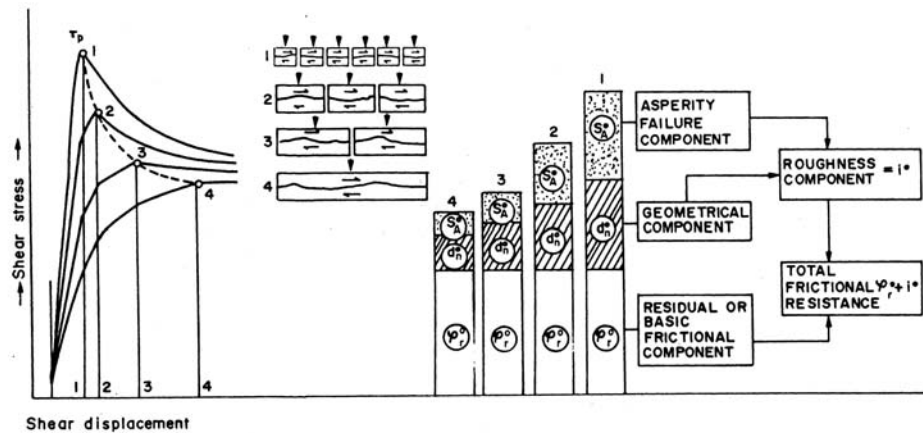 τp
1
2
3
4
Shear stress
1 2 3 4
Shear displacement
1
2
3
4
4
3
2
1
S°A
S°A
S°A
S°A
d°n
d°n
d°n
d°n
φ°r
φ°r
φ°r
φ°r
ASPERITY
FAILURE
COMPONENT
GEOMETRICAL
COMPONENT
RESIDUAL OR
BASIC
FRICTIONAL
COMPONENT
ROUGHNESS
COMPONENT = i°
TOTAL
FRICTIONAL φ°r + i°
RESISTANCE